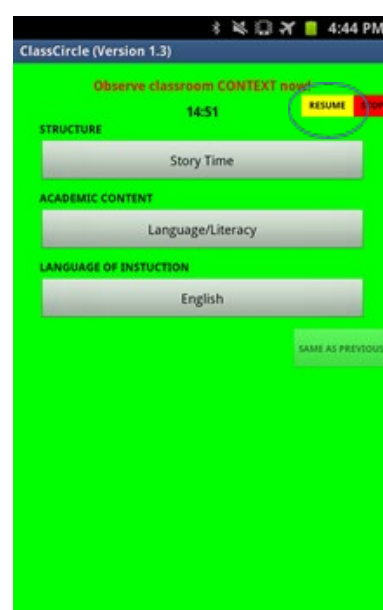 4:44 PM
ClassCircle (Version 1.3)
Observe classroom CONTEXT now!
14:51
RESUME
STOP
STRUCTURE
Story Time
ACADEMIC CONTENT
Language/Literacy
LANGUAGE OF INSTUCTION
English
SAME AS PREVIOUS